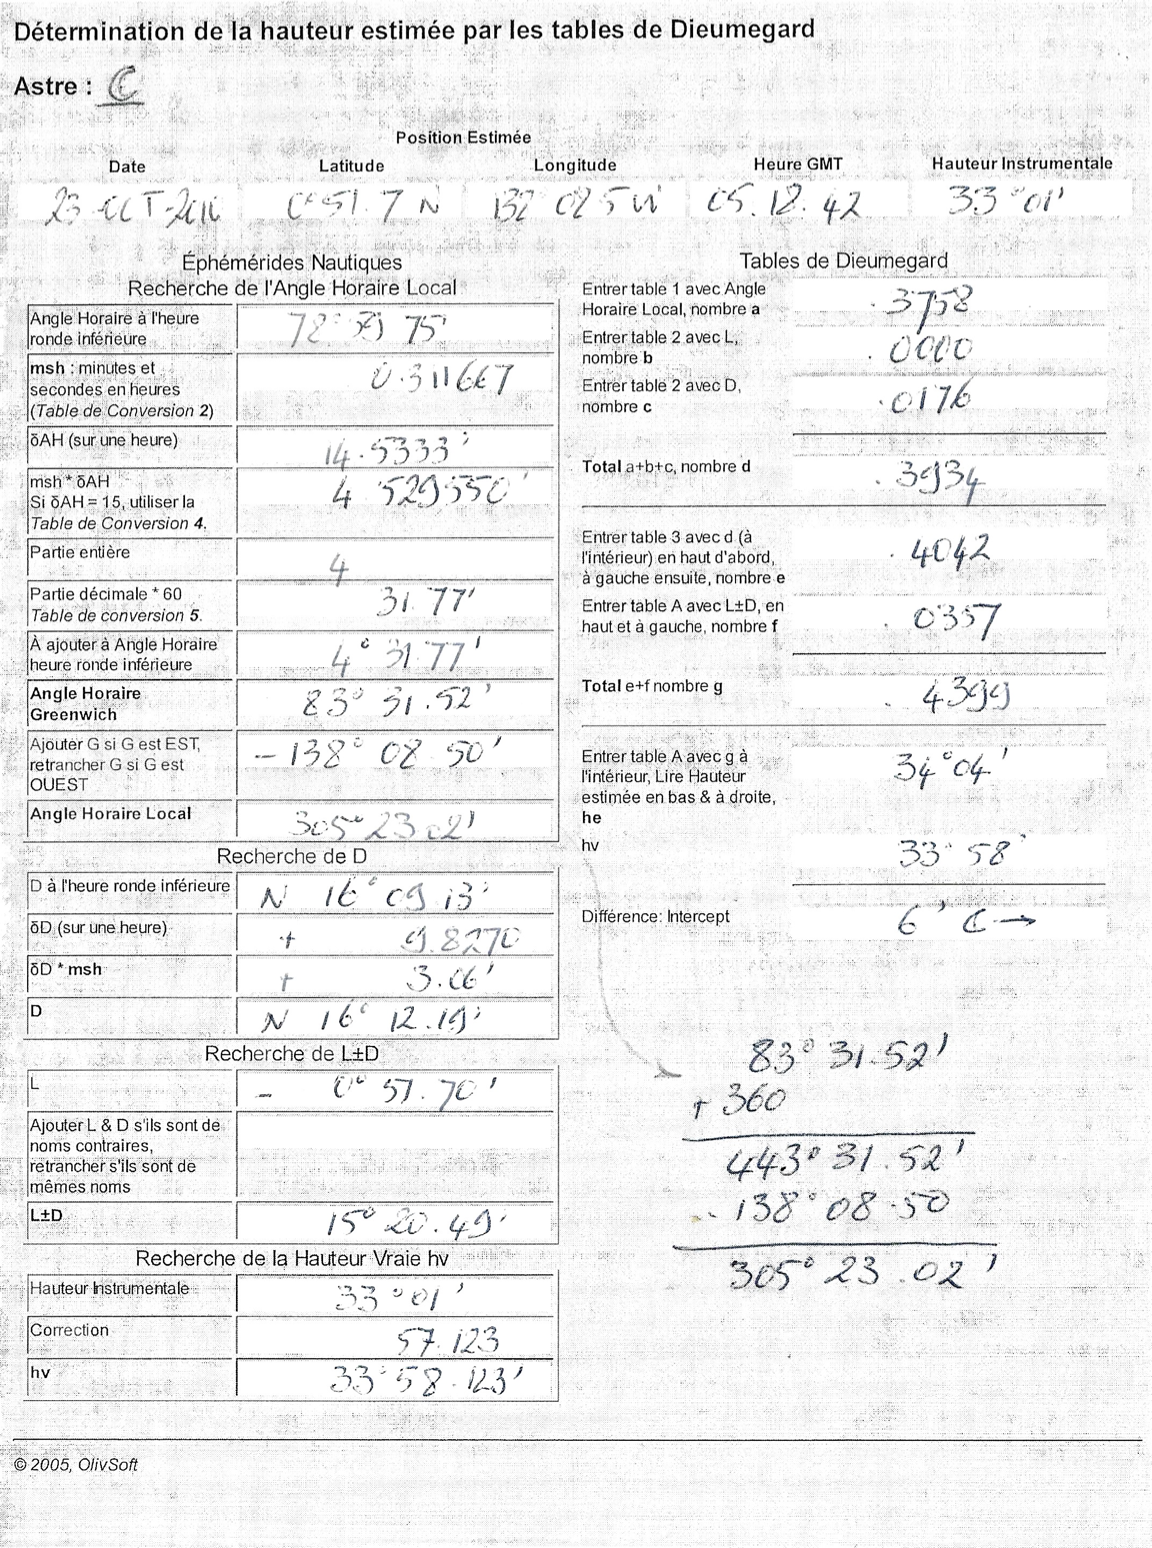 Détermination de la hauteur estimée par les tables de Dieumegard
Astre : ☾
Position Estimée
Date Latitude Longitude Heure GMT Hauteur Instrumentale
23-OCT-2010 0°51.7 N 138° 08.5 W 05.18.42 33°01'
Éphémérides Nautiques
Recherche de l'Angle Horaire Local
Angle Horaire à l'heure
ronde inférieure 78° 59.75'
msh : minutes et
secondes en heures
(Table de Conversion 2) 0.311667
δAH (sur une heure) 14.5333'
msh * δAH
Si δAH = 15, utiliser la
Table de Conversion 4. 4 529550'
Partie entière 4
Partie décimale * 60
Table de conversion 5. 31.77'
À ajouter à Angle Horaire
heure ronde inférieure 4° 31.77'
Angle Horaire
Greenwich 83° 31.52'
Ajouter G si G est EST,
retrancher G si G est
OUEST - 138° 08.50'
Angle Horaire Local 305° 23.02'
Recherche de D
D à l'heure ronde inférieure N 16° 09.13'
δD (sur une heure) + 9.8270
δD * msh + 3.06'
D N 16° 12.19'
Recherche de L±D
L - 0° 51.70'
Ajouter L & D s'ils sont de
noms contraires,
retrancher s'ils sont de
mêmes noms
L±D 15° 20.49'
Recherche de la Hauteur Vraie hv
Hauteur Instrumentale 33°01'
Correction 57.123
hv 33° 58.123'
Tables de Dieumegard
Entrer table 1 avec Angle
Horaire Local, nombre a .3758
Entrer table 2 avec L,
nombre b .0000
Entrer table 2 avec D,
nombre c .0176
Total a+b+c, nombre d .3934
Entrer table 3 avec d (à
l'intérieur) en haut d'abord,
à gauche ensuite, nombre e .4042
Entrer table A avec L±D, en
haut et à gauche, nombre f .0357
Total e+f nombre g .4399
Entrer table A avec g à
l'intérieur, Lire Hauteur
estimée en bas & à droite,
he 34°04'
hv 33° 58'
Différence: Intercept 6' ☾→
83° 31.52'
+ 360
443° 31.52'
- 138° 08.50
305° 23.02'
© 2005, OlivSoft